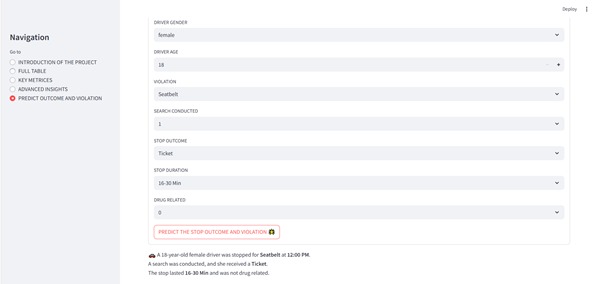 Deploy
Navigation
Go to
INTRODUCTION OF THE PROJECT
FULL TABLE
KEY METRICES
ADVANCED INSIGHTS
PREDICT OUTCOME AND VIOLATION
DRIVER GENDER
female
DRIVER AGE
18
VIOLATION
Seatbelt
SEARCH CONDUCTED
1
STOP OUTCOME
Ticket
STOP DURATION
16-30 Min
DRUG RELATED
0
PREDICT THE STOP OUTCOME AND VIOLATION
A 18-year-old female driver was stopped for Seatbelt at 12:00 PM.
A search was conducted, and she received a Ticket.
The stop lasted 16-30 Min and was not drug related.